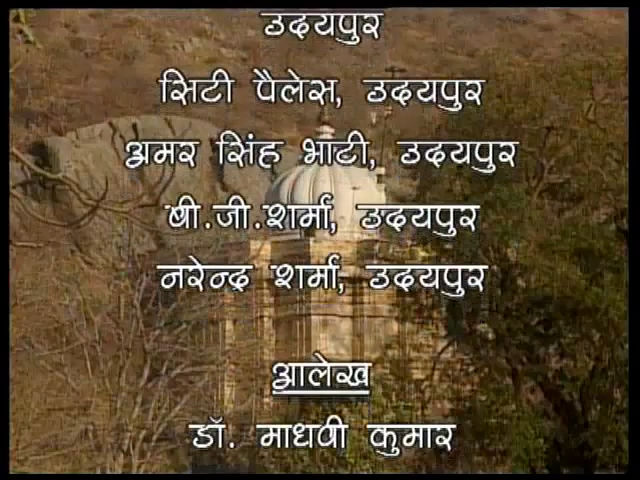 उदयपुर
सिटी पैलेस, उदयपुर
अमर सिंह भाटी, उदयपुर
बी.जी.शर्मा, उदयपुर
नरेन्द्र शर्मा, उदयपुर
आलेख
डॉ. माधवी कुमार